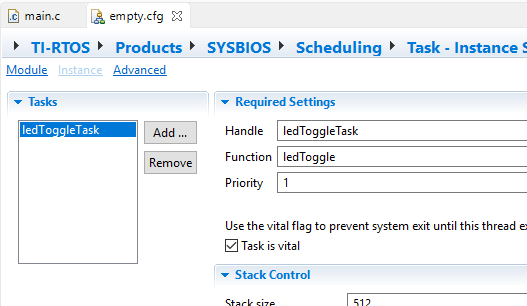 main.c
empty.cfg
TI-RTOS Products SYSBIOS Scheduling Task - Instance S
Module Instance Advanced
Tasks
ledToggleTask
Add ...
Remove
Required Settings
Handle ledToggleTask
Function ledToggle
Priority 1
Use the vital flag to prevent system exit until this thread ex
Task is vital
Stack Control
Stack size 512